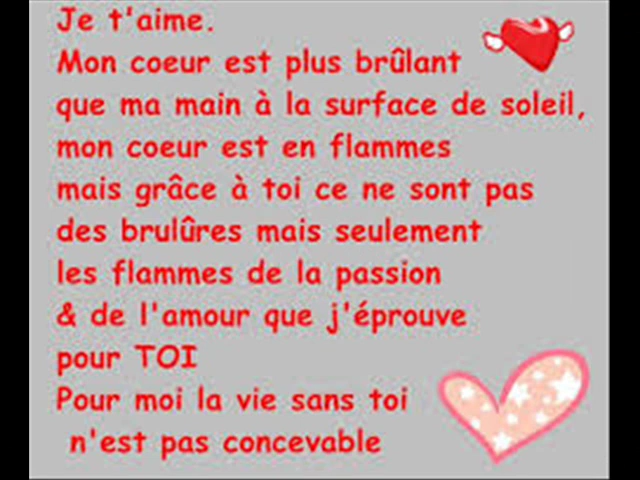 Je t'aime.
Mon coeur est plus brûlant
que ma main à la surface de soleil,
mon coeur est en flammes
mais grâce à toi ce ne sont pas
des brulûres mais seulement
les flammes de la passion
& de l'amour que j'éprouve
pour TOI
Pour moi la vie sans toi
n'est pas concevable